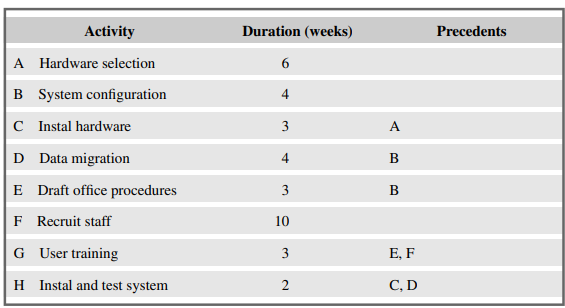 Activity Duration (weeks) Precedents
A Hardware selection 6
B System configuration 4
C Instal hardware 3 A
D Data migration 4 B
E Draft office procedures 3 B
F Recruit staff 10
G User training 3 E, F
H Instal and test system 2 C, D